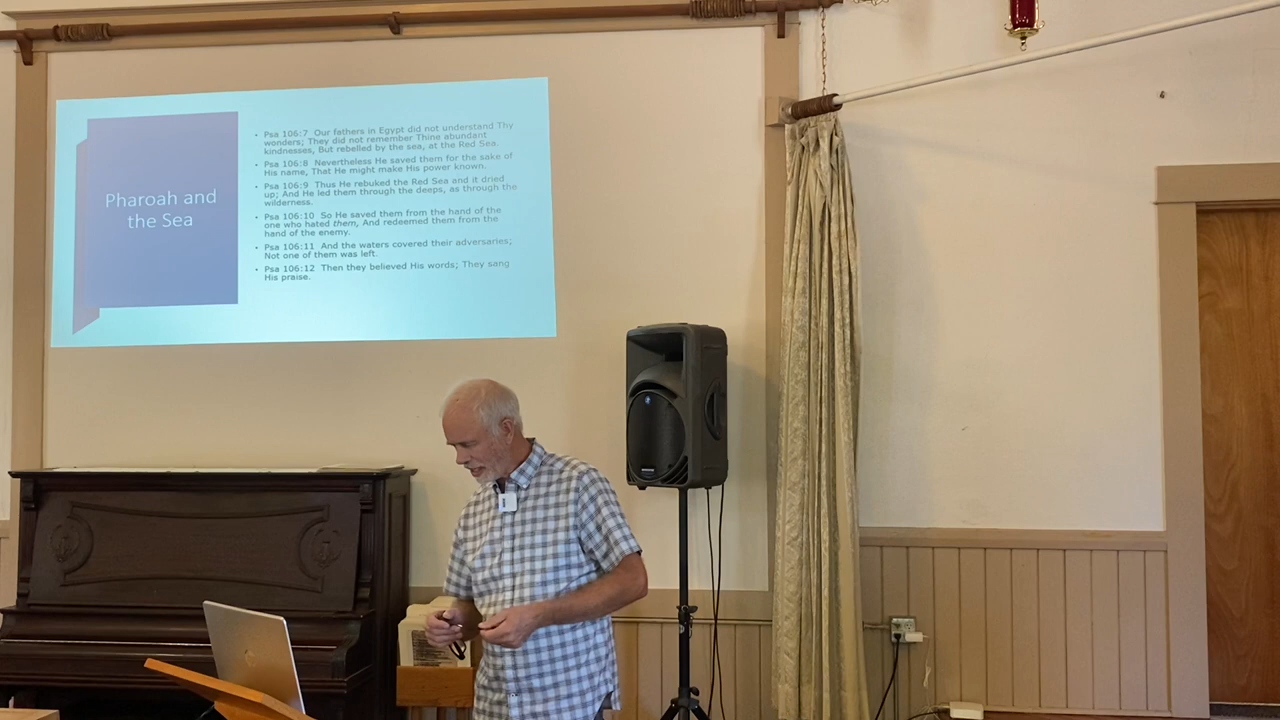 Pharoah and
the Sea
• Psa 106:7 Our fathers in Egypt did not understand Thy
wonders; They did not remember Thine abundant
kindnesses, But rebelled by the sea, at the Red Sea.
• Psa 106:8 Nevertheless He saved them for the sake of
His name, That He might make His power known.
• Psa 106:9 Thus He rebuked the Red Sea and it dried
up; And He led them through the deeps, as through the
wilderness.
• Psa 106:10 So He saved them from the hand of the
one who hated them, And redeemed them from the
hand of the enemy.
• Psa 106:11 And the waters covered their adversaries;
Not one of them was left.
• Psa 106:12 Then they believed His words; They sang
His praise.